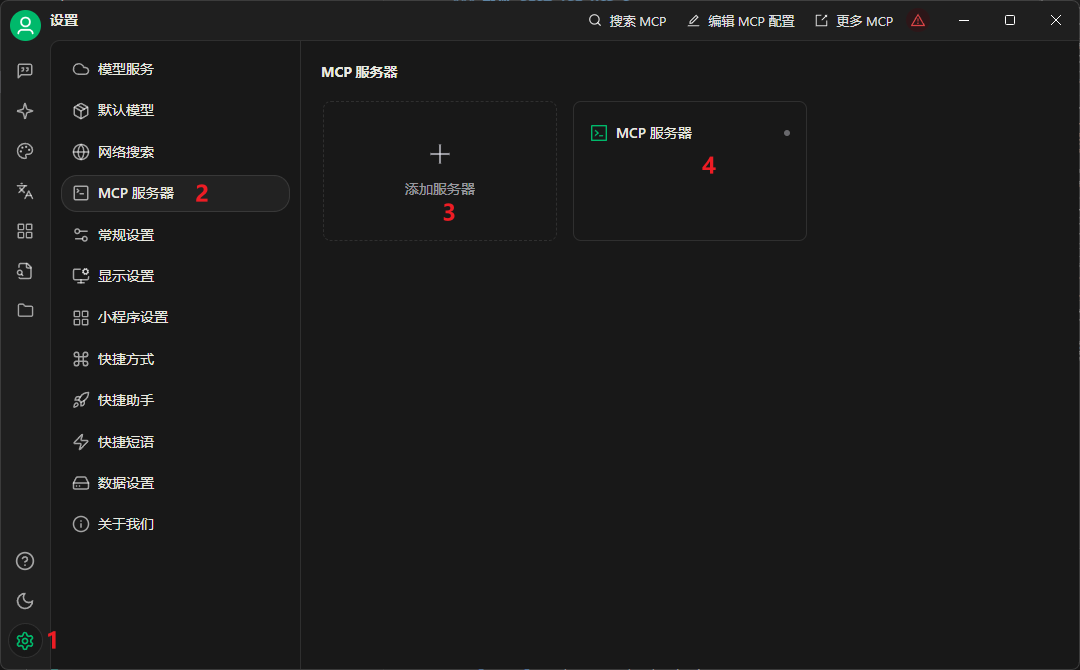 设置
搜索 MCP
编辑 MCP 配置
更多 MCP
模型服务
默认模型
网络搜索
MCP 服务器 2
常规设置
显示设置
小程序设置
快捷方式
快捷助手
快捷短语
数据设置
关于我们
1
MCP 服务器
添加服务器
3
MCP 服务器
4